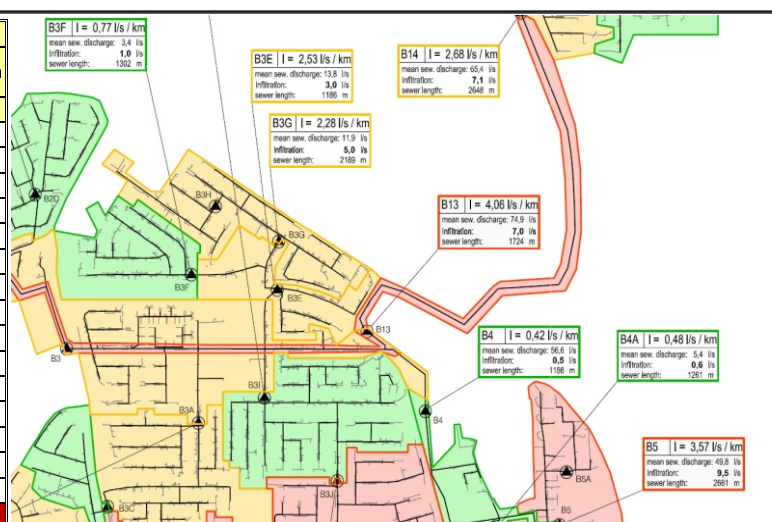 B3F I = 0,77 l/s / km
mean sew. discharge: 3,4 l/s
Infiltration: 1,0 l/s
sewer length: 1302 m
B3E I = 2,53 l/s / km
mean sew. discharge: 13,8 l/s
Infiltration: 3,0 l/s
sewer length: 1186 m
B14 I = 2,68 l/s / km
mean sew. discharge: 65,4 l/s
Infiltration: 7,1 l/s
sewer length: 2648 m
B3G I = 2,28 l/s / km
mean sew. discharge: 11,9 l/s
Infiltration: 5,0 l/s
sewer length: 2189 m
B13 I = 4,06 l/s / km
mean sew. discharge: 74,9 l/s
Infiltration: 7,0 l/s
sewer length: 1724 m
B4 I = 0,42 l/s / km
mean sew. discharge: 56,6 l/s
Infiltration: 0,5 l/s
sewer length: 1186 m
B4A I = 0,48 l/s / km
mean sew. discharge: 5,4 l/s
Infiltration: 0,6 l/s
sewer length: 1261 m
B5 I = 3,57 l/s / km
mean sew. discharge: 49,8 l/s
Infiltration: 9,5 l/s
sewer length: 2661 m
B2D
B3H
B3G
B3F
B3E
B13
B3
B3I
B3A
B4
B3J
B5A
B3C
B5